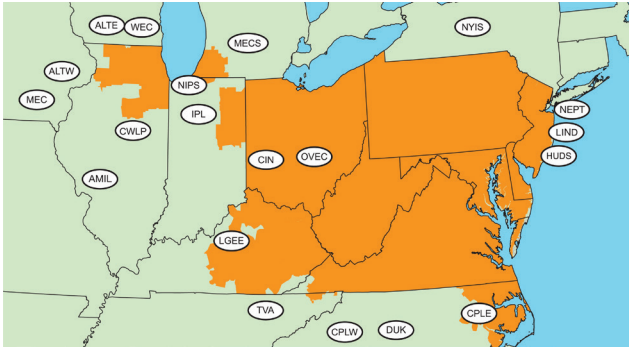 ALTE
WEC
NYIS
MECS
ALTW
NIPS
MEC
IPL
NEPT
CWLP
LIND
CIN
OVEC
HUDS
AMIL
LGEE
TVA
CPLE
CPLW
DUK